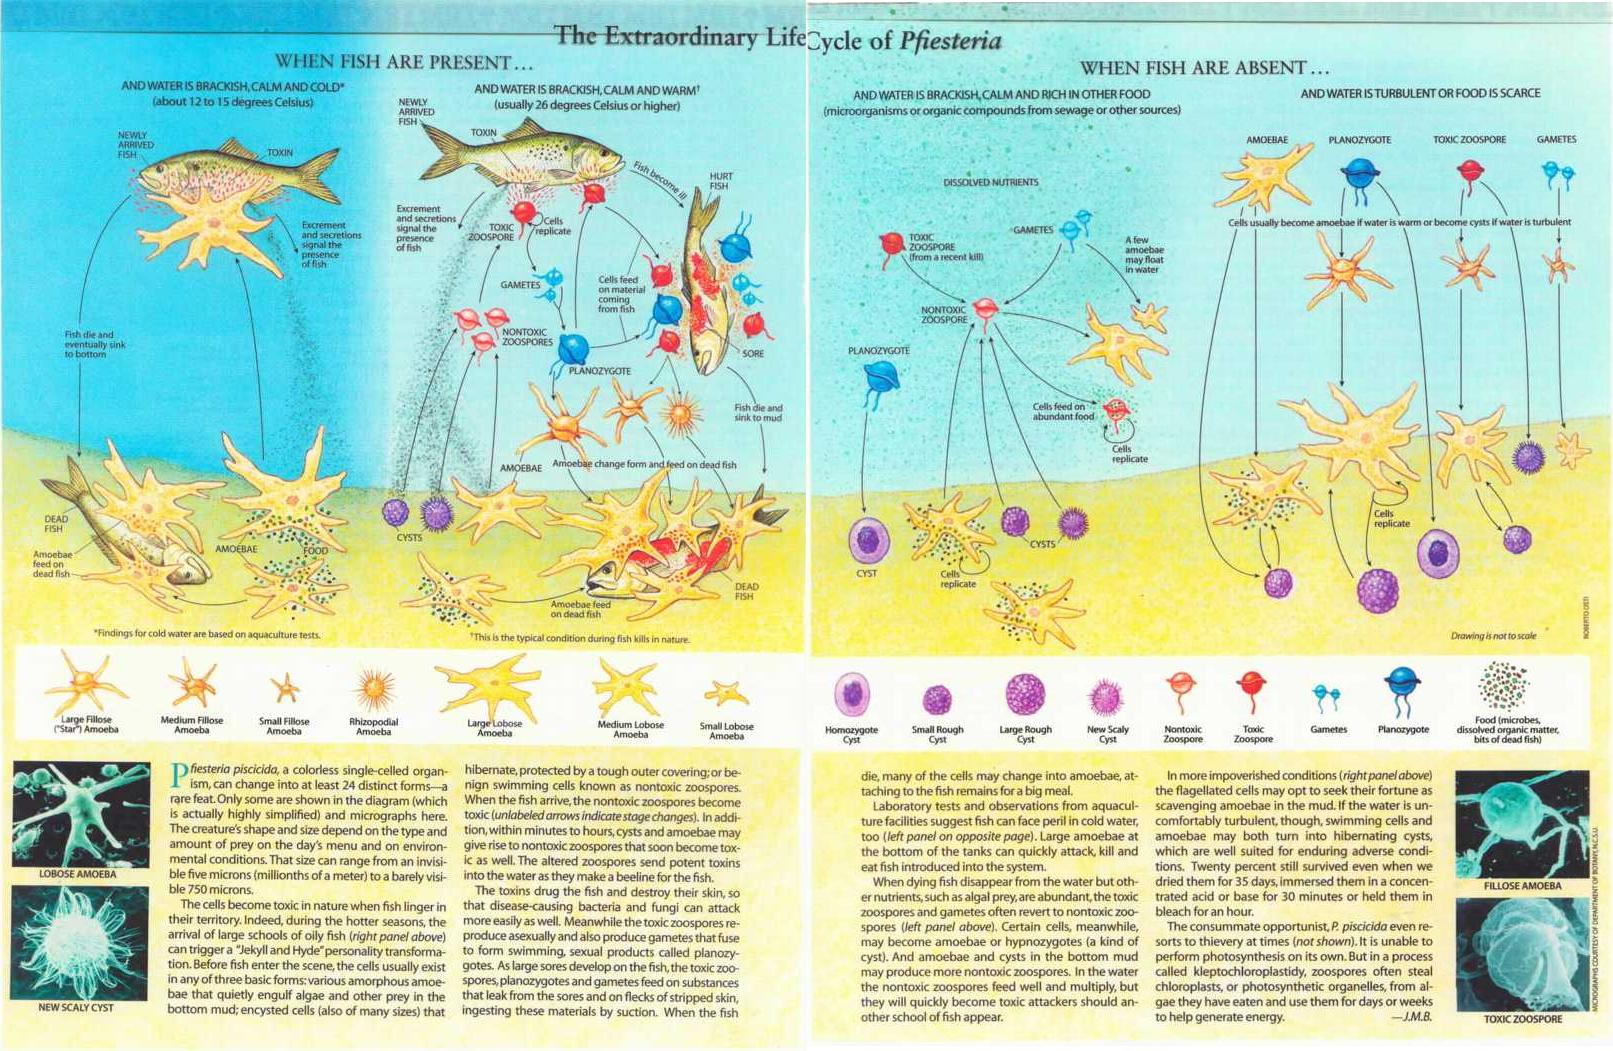 The Extraordinary Life Cycle of Pfiesteria
WHEN FISH ARE PRESENT...
AND WATER IS BRACKISH, CALM AND COLD*
(about 12 to 15 degrees Celsius)
NEWLY
ARRIVED
FISH
TOXIN
Excrement
and secretions
signal the
presence
of fish
Fish die and
eventually sink
to bottom
DEAD
FISH
Amoebae
feed on
dead fish
AMOEBAE
FOOD
*Findings for cold water are based on aquaculture tests.
AND WATER IS BRACKISH, CALM AND WARM†
(usually 26 degrees Celsius or higher)
NEWLY
ARRIVED
FISH
TOXIN
Fish become ill
HURT
FISH
Excrement
and secretions
signal the
presence
of fish
TOXIC
ZOOSPORE
Cells
replicate
GAMETES
Cells feed
on material
coming
from fish
NONTOXIC
ZOOSPORES
PLANOZYGOTE
SORE
Fish die and
sink to mud
AMOEBAE
Amoebae change form and feed on dead fish
CYSTS
Amoebae feed
on dead fish
DEAD
FISH
†This is the typical condition during fish kills in nature.
WHEN FISH ARE ABSENT...
AND WATER IS BRACKISH, CALM AND RICH IN OTHER FOOD
(microorganisms or organic compounds from sewage or other sources)
DISSOLVED NUTRIENTS
TOXIC
ZOOSPORE
(from a recent kill)
GAMETES
A few
amoebae
may float
in water
NONTOXIC
ZOOSPORE
PLANOZYGOTE
Cells feed on
abundant food
Cells
replicate
CYST
Cells
replicate
CYSTS
AND WATER IS TURBULENT OR FOOD IS SCARCE
AMOEBAE
PLANOZYGOTE
TOXIC ZOOSPORE
GAMETES
Cells usually become amoebae if water is warm or become cysts if water is turbulent
Cells
replicate
Drawing is not to scale
ROBERTO OSTI
Large Fillose
("Star") Amoeba
Medium Fillose
Amoeba
Small Fillose
Amoeba
Rhizopodial
Amoeba
Large Lobose
Amoeba
Medium Lobose
Amoeba
Small Lobose
Amoeba
Homozygote
Cyst
Small Rough
Cyst
Large Rough
Cyst
New Scaly
Cyst
Nontoxic
Zoospore
Toxic
Zoospore
Gametes
Planozygote
Food (microbes,
dissolved organic matter,
bits of dead fish)
LOBOSE AMOEBA
NEW SCALY CYST
Pfiesteria piscicida, a colorless single-celled organ-
ism, can change into at least 24 distinct forms—a
rare feat. Only some are shown in the diagram (which
is actually highly simplified) and micrographs here.
The creature's shape and size depend on the type and
amount of prey on the day's menu and on environ-
mental conditions. That size can range from an invisi-
ble five microns (millionths of a meter) to a barely visi-
ble 750 microns.
The cells become toxic in nature when fish linger in
their territory. Indeed, during the hotter seasons, the
arrival of large schools of oily fish (right panel above)
can trigger a "Jekyll and Hyde" personality transforma-
tion. Before fish enter the scene, the cells usually exist
in any of three basic forms: various amorphous amoe-
bae that quietly engulf algae and other prey in the
bottom mud; encysted cells (also of many sizes) that
hibernate, protected by a tough outer covering; or be-
nign swimming cells known as nontoxic zoospores.
When the fish arrive, the nontoxic zoospores become
toxic (unlabeled arrows indicate stage changes). In addi-
tion, within minutes to hours, cysts and amoebae may
give rise to nontoxic zoospores that soon become tox-
ic as well. The altered zoospores send potent toxins
into the water as they make a beeline for the fish.
The toxins drug the fish and destroy their skin, so
that disease-causing bacteria and fungi can attack
more easily as well. Meanwhile the toxic zoospores re-
produce asexually and also produce gametes that fuse
to form swimming, sexual products called planozy-
gotes. As large sores develop on the fish, the toxic zoo-
spores, planozygotes and gametes feed on substances
that leak from the sores and on flecks of stripped skin,
ingesting these materials by suction. When the fish
die, many of the cells may change into amoebae, at-
taching to the fish remains for a big meal.
Laboratory tests and observations from aquacul-
ture facilities suggest fish can face peril in cold water,
too (left panel on opposite page). Large amoebae at
the bottom of the tanks can quickly attack, kill and
eat fish introduced into the system.
When dying fish disappear from the water but oth-
er nutrients, such as algal prey, are abundant, the toxic
zoospores and gametes often revert to nontoxic zoo-
spores (left panel above). Certain cells, meanwhile,
may become amoebae or hypnozygotes (a kind of
cyst). And amoebae and cysts in the bottom mud
may produce more nontoxic zoospores. In the water
the nontoxic zoospores feed well and multiply, but
they will quickly become toxic attackers should an-
other school of fish appear.
In more impoverished conditions (right panel above)
the flagellated cells may opt to seek their fortune as
scavenging amoebae in the mud. If the water is un-
comfortably turbulent, though, swimming cells and
amoebae may both turn into hibernating cysts,
which are well suited for enduring adverse condi-
tions. Twenty percent still survived even when we
dried them for 35 days, immersed them in a concen-
trated acid or base for 30 minutes or held them in
bleach for an hour.
The consummate opportunist, P. piscicida even re-
sorts to thievery at times (not shown). It is unable to
perform photosynthesis on its own. But in a process
called kleptochloroplastidy, zoospores often steal
chloroplasts, or photosynthetic organelles, from al-
gae they have eaten and use them for days or weeks
to help generate energy. —J.M.B.
FILLOSE AMOEBA
TOXIC ZOOSPORE
MICROGRAPHS COURTESY OF DEPARTMENT OF BOTANY, N.C.S.U.